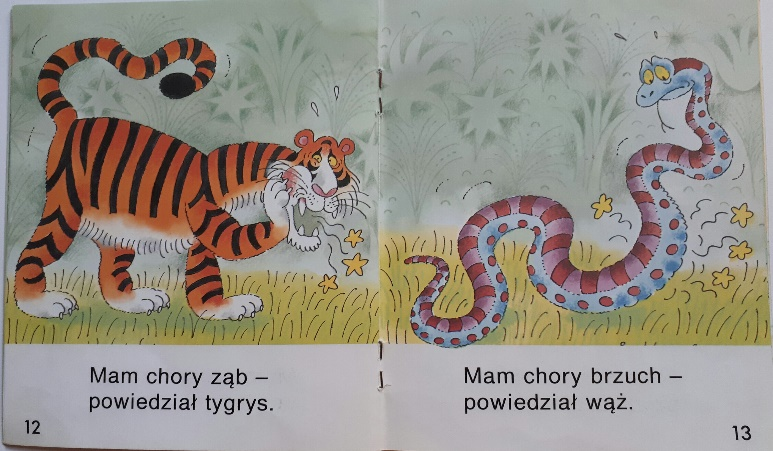 Mam chory ząb –
powiedział tygrys.
12
Mam chory brzuch –
powiedział wąż.
13